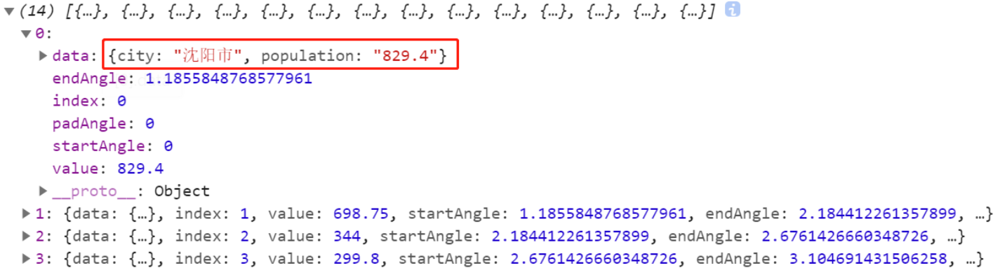 ▼(14) [{…}, {…}, {…}, {…}, {…}, {…}, {…}, {…}, {…}, {…}, {…}, {…}, {…}, {…}] i
▼0:
▶data: {city: "沈阳市", population: "829.4"}
endAngle: 1.1855848768577961
index: 0
padAngle: 0
startAngle: 0
value: 829.4
▶__proto__: Object
▶1: {data: {…}, index: 1, value: 698.75, startAngle: 1.1855848768577961, endAngle: 2.184412261357899, …}
▶2: {data: {…}, index: 2, value: 344, startAngle: 2.184412261357899, endAngle: 2.6761426660348726, …}
▶3: {data: {…}, index: 3, value: 299.8, startAngle: 2.6761426660348726, endAngle: 3.104691431506258, …}